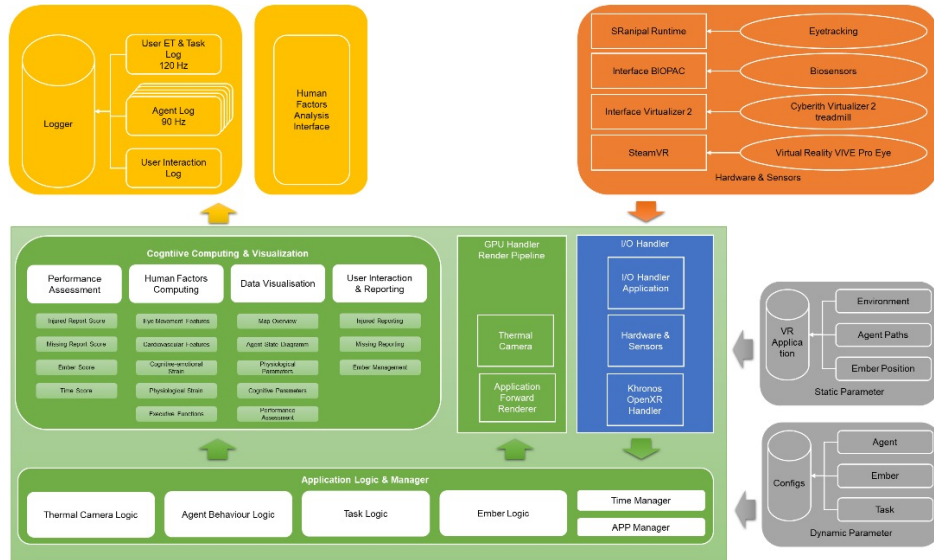 User ET & Task
Log
120 Hz
Logger
Agent Log
90 Hz
User Interaction
Log
Human
Factors
Analysis
Interface
SRanipal Runtime
Eyetracking
Interface BIOPAC
Biosensors
Interface Virtualizer 2
Cyberith Virtualizer 2
treadmill
SteamVR
Virtual Reality VIVE Pro Eye
Hardware & Sensors
Cogntiive Computing & Visualization
Performance
Assessment
Injured Report Score
Missing Report Score
Ember Score
Time Score
Human Factors
Computing
Eye Movement Features
Cardiovascular Features
Cognitive-emotional
Strain
Physiological Strain
Executive Functions
Data Visualisation
Map Overview
Agent State Diagramm
Physiological
Parameters
Cognitive Parameters
Performance
Assessment
User Interaction
& Reporting
Injured Reporting
Missing Reporting
Ember Management
GPU Handler
Render Pipeline
Thermal
Camera
Application
Forward
Renderer
I/O Handler
I/O Handler
Application
Hardware &
Sensors
Khronos
OpenXR
Handler
VR
Applica
tion
Environment
Agent Paths
Ember Position
Static Parameter
Configs
Agent
Ember
Task
Dynamic Parameter
Application Logic & Manager
Thermal Camera Logic
Agent Behaviour Logic
Task Logic
Ember Logic
Time Manager
APP Manager